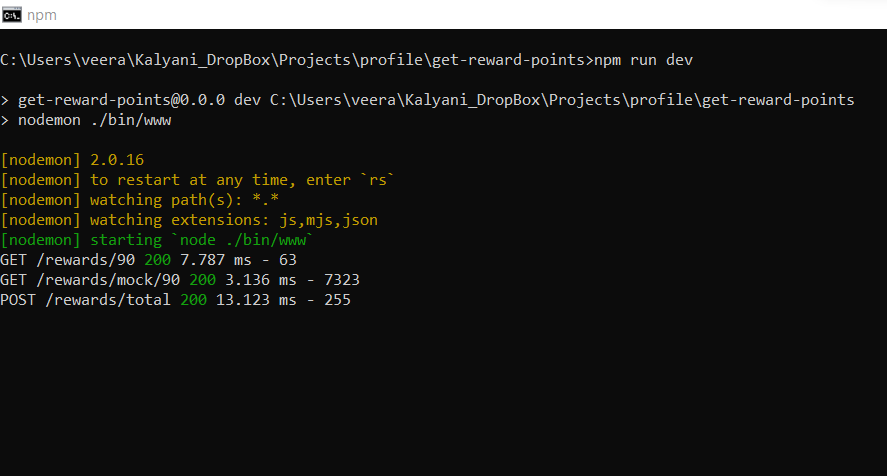 npm
C:\Users\veera\Kalyani_DropBox\Projects\profile\get-reward-points>npm run dev
> get-reward-points@0.0.0 dev C:\Users\veera\Kalyani_DropBox\Projects\profile\get-reward-points
> nodemon ./bin/www
[nodemon] 2.0.16
[nodemon] to restart at any time, enter `rs`
[nodemon] watching path(s): *.*
[nodemon] watching extensions: js,mjs,json
[nodemon] starting `node ./bin/www`
GET /rewards/90 200 7.787 ms - 63
GET /rewards/mock/90 200 3.136 ms - 7323
POST /rewards/total 200 13.123 ms - 255